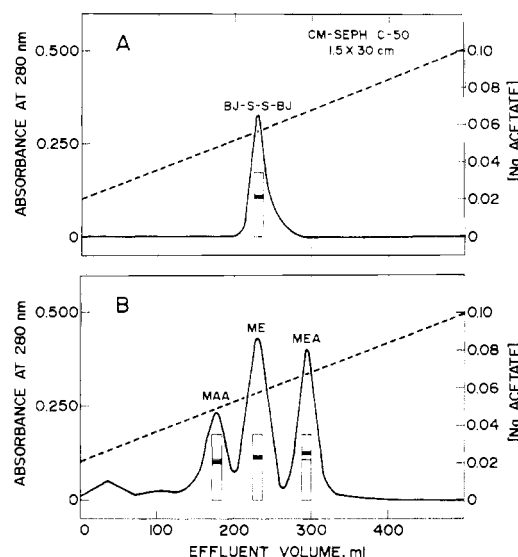 A
CM-SEPH C-50
1.5 X 30 cm
BJ-S-S-BJ
ABSORBANCE AT 280 nm
0.500
0.250
0
0.10
0.08
0.06
0.04
0.02
0
[Na ACETATE]
B
MAA
ME
MEA
ABSORBANCE AT 280 nm
0.500
0.250
0
0.10
0.08
0.06
0.04
0.02
0
[Na ACETATE]
0
100
200
300
400
EFFLUENT VOLUME, ml